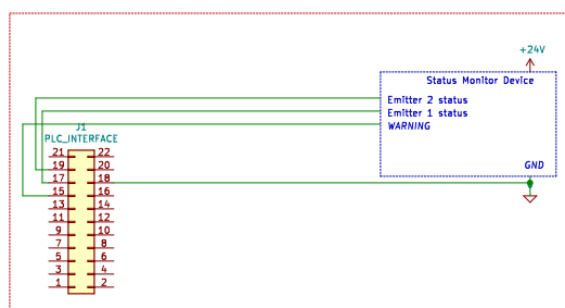 +24V
Status Monitor Device
Emitter 2 status
Emitter 1 status
WARNING
GND
J1
PLC_INTERFACE
21 22
19 20
17 18
15 16
13 14
11 12
9 10
7 8
5 6
3 4
1 2